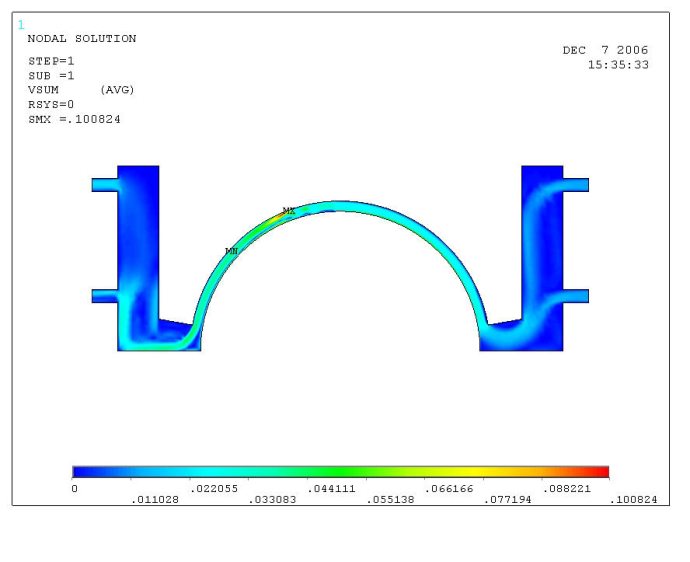 1
NODAL SOLUTION
STEP=1
SUB =1
VSUM (AVG)
RSYS=0
SMX =.100824
DEC 7 2006
15:35:33
MX
MN
0 .022055 .044111 .066166 .088221
.011028 .033083 .055138 .077194 .100824